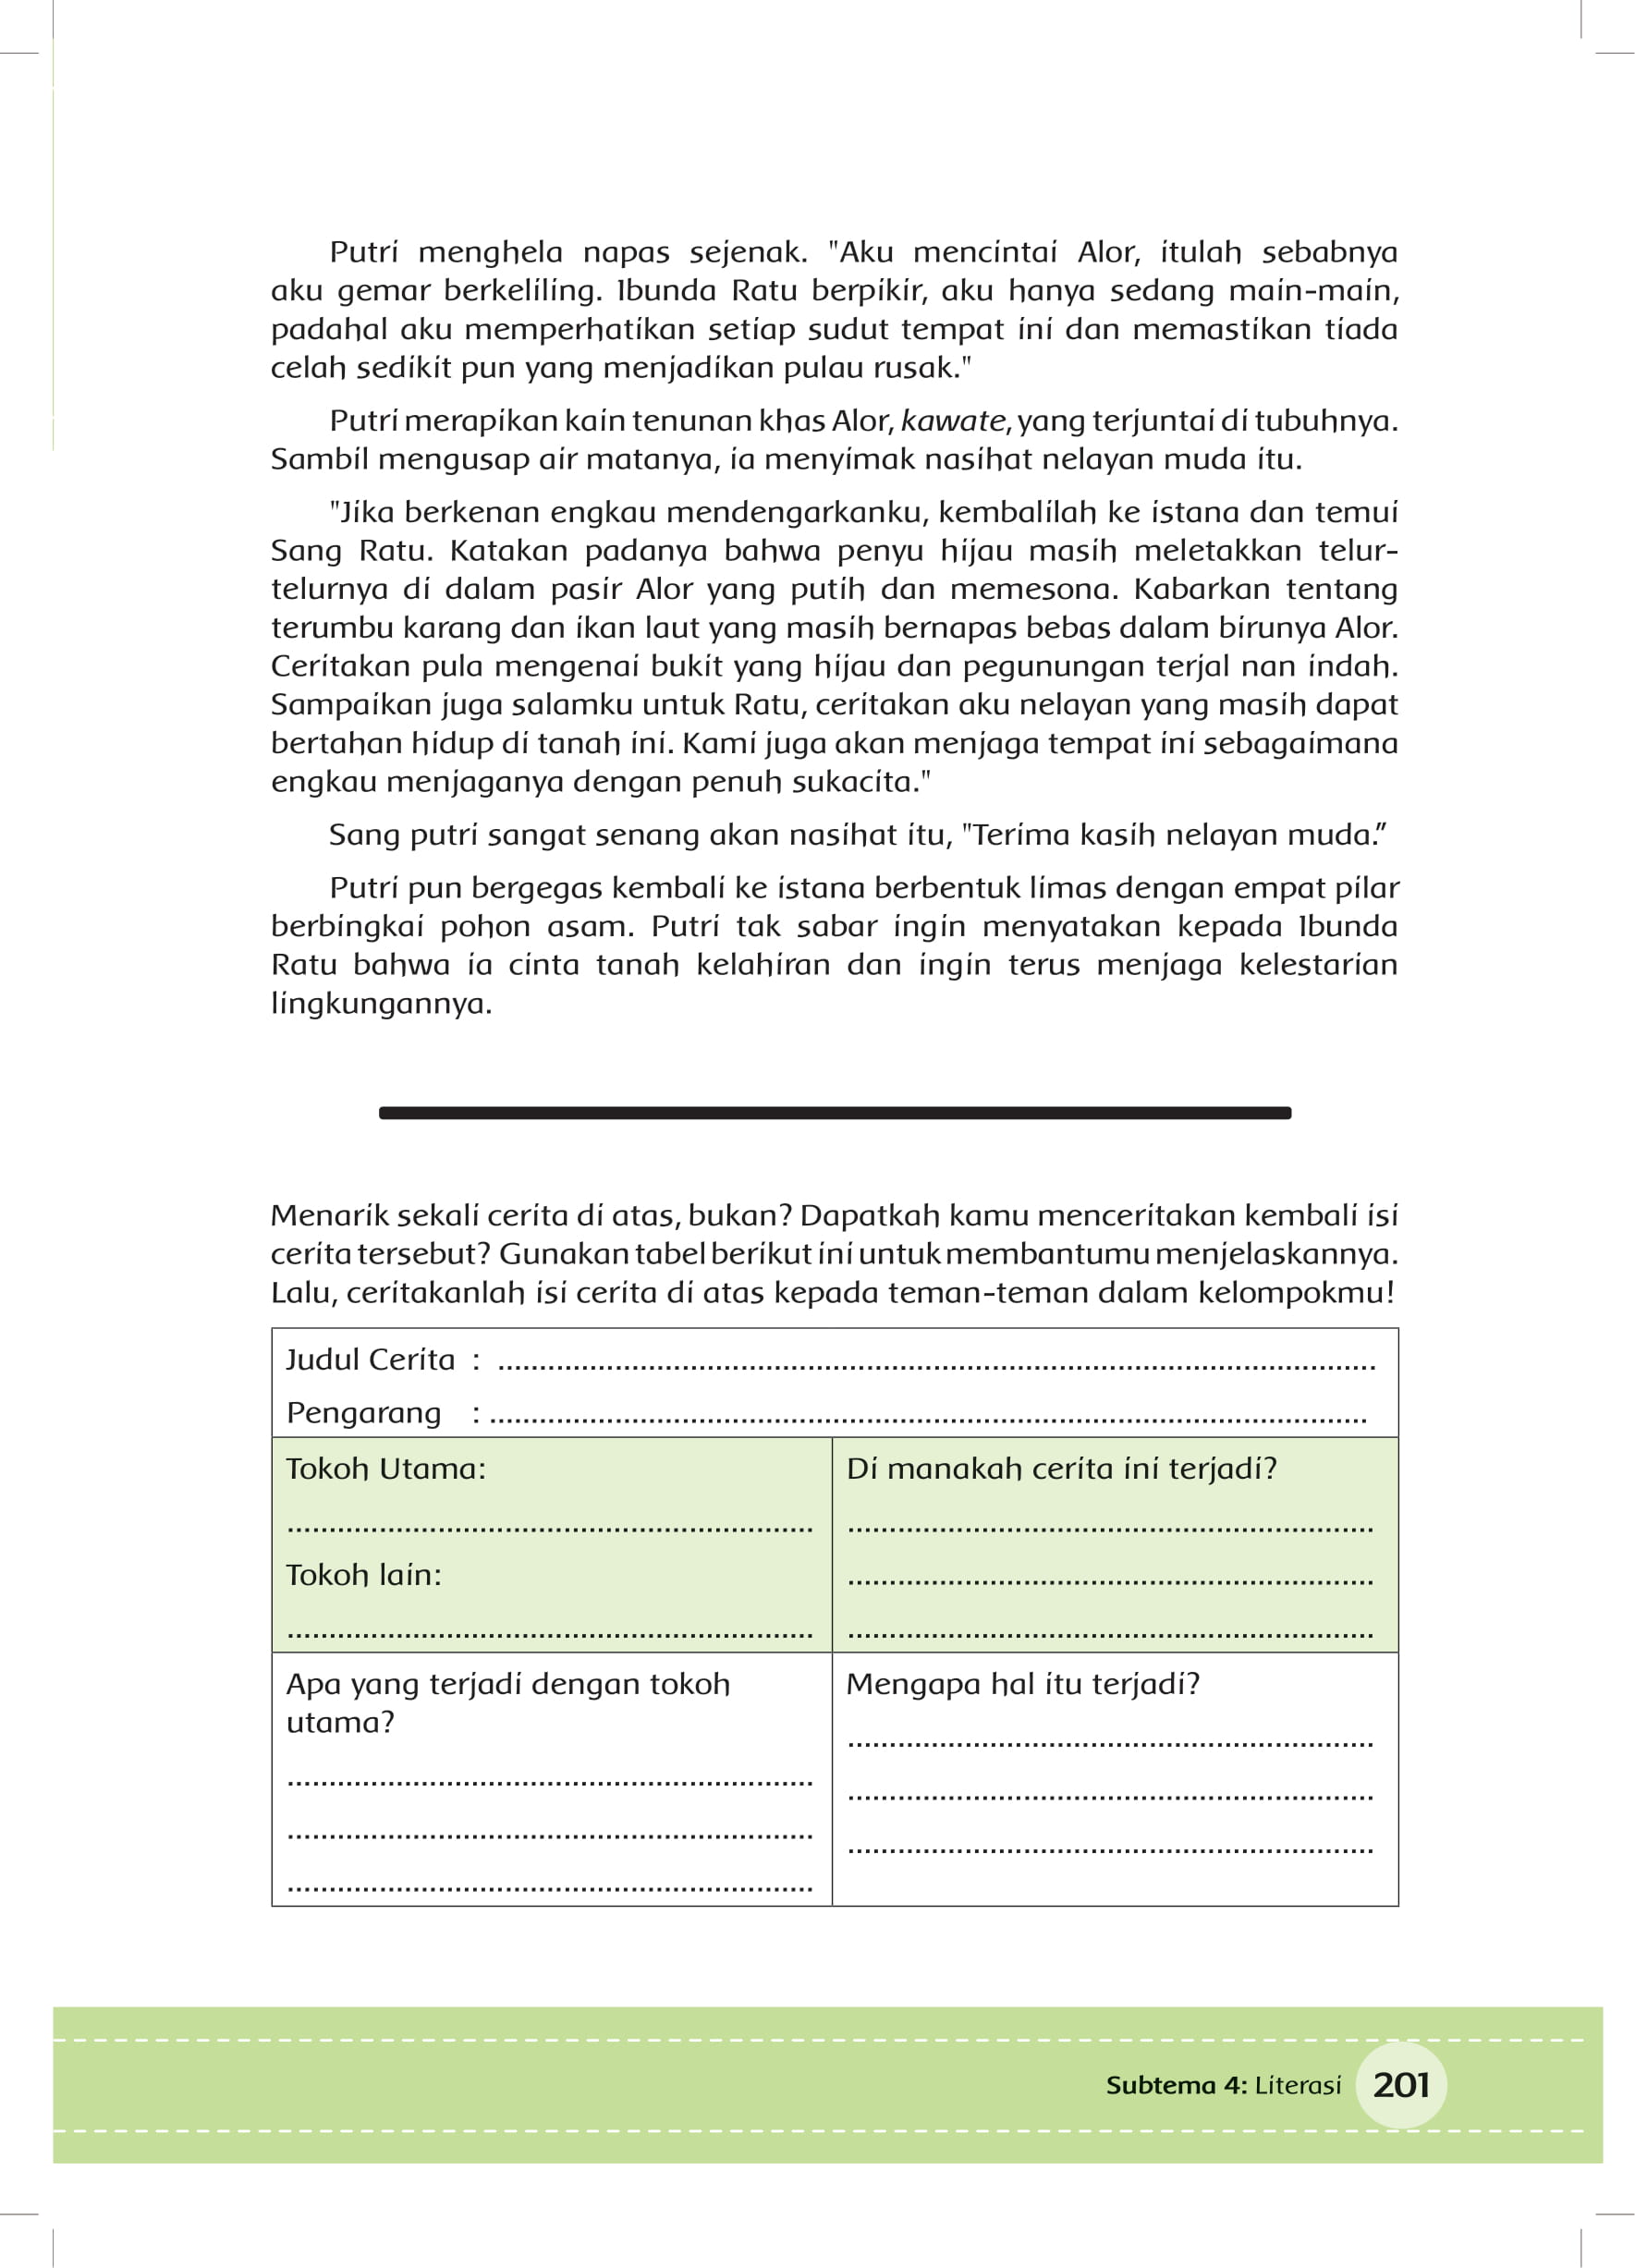 Putri menghela napas sejenak. "Aku mencintai Alor, itulah sebabnya
aku gemar berkeliling. Ibunda Ratu berpikir, aku hanya sedang main-main,
padahal aku memperhatikan setiap sudut tempat ini dan memastikan tiada
celah sedikit pun yang menjadikan pulau rusak."
Putri merapikan kain tenunan khas Alor, kawate, yang terjuntai di tubuhnya.
Sambil mengusap air matanya, ia menyimak nasihat nelayan muda itu.
"Jika berkenan engkau mendengarkanku, kembalilah ke istana dan temui
Sang Ratu. Katakan padanya bahwa penyu hijau masih meletakkan telur-
telurnya di dalam pasir Alor yang putih dan memesona. Kabarkan tentang
terumbu karang dan ikan laut yang masih bernapas bebas dalam birunya Alor.
Ceritakan pula mengenai bukit yang hijau dan pegunungan terjal nan indah.
Sampaikan juga salamku untuk Ratu, ceritakan aku nelayan yang masih dapat
bertahan hidup di tanah ini. Kami juga akan menjaga tempat ini sebagaimana
engkau menjaganya dengan penuh sukacita."
Sang putri sangat senang akan nasihat itu, "Terima kasih nelayan muda.”
Putri pun bergegas kembali ke istana berbentuk limas dengan empat pilar
berbingkai pohon asam. Putri tak sabar ingin menyatakan kepada Ibunda
Ratu bahwa ia cinta tanah kelahiran dan ingin terus menjaga kelestarian
lingkungannya.
Menarik sekali cerita di atas, bukan? Dapatkah kamu menceritakan kembali isi
cerita tersebut? Gunakan tabel berikut ini untuk membantumu menjelaskannya.
Lalu, ceritakanlah isi cerita di atas kepada teman-teman dalam kelompokmu!
Judul Cerita : ..........
Pengarang : ..........
Tokoh Utama:
..........
Tokoh lain:
..........
Di manakah cerita ini terjadi?
..........
..........
..........
Apa yang terjadi dengan tokoh
utama?
..........
..........
..........
Mengapa hal itu terjadi?
..........
..........
..........
Subtema 4: Literasi 201